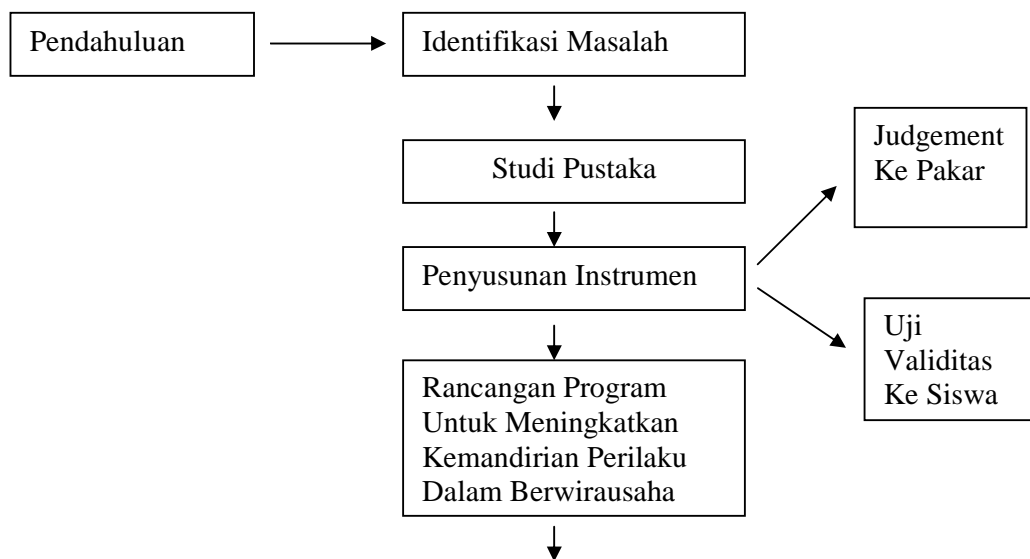 Pendahuluan
Identifikasi Masalah
Studi Pustaka
Judgement
Ke Pakar
Penyusunan Instrumen
Uji
Validitas
Ke Siswa
Rancangan Program
Untuk Meningkatkan
Kemandirian Perilaku
Dalam Berwirausaha